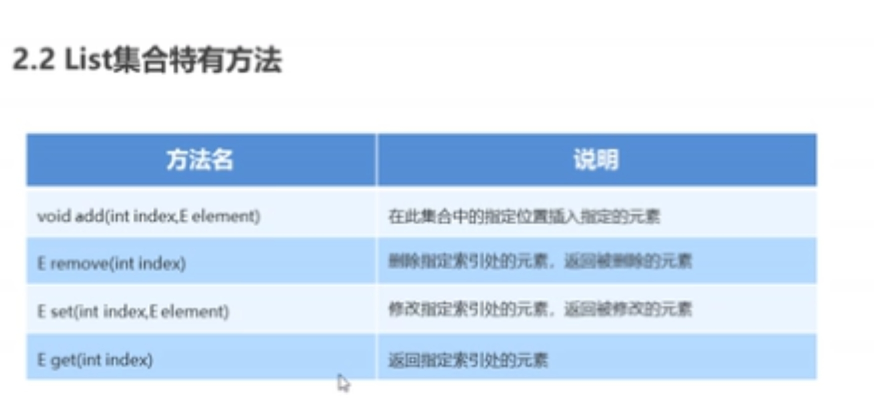 2.2 List集合特有方法
方法名 说明
void add(int index,E element) 在此集合中的指定位置插入指定的元素
E remove(int index) 删除指定索引处的元素，返回被删除的元素
E set(int index,E element) 修改指定索引处的元素，返回被修改的元素
E get(int index) 返回指定索引处的元素